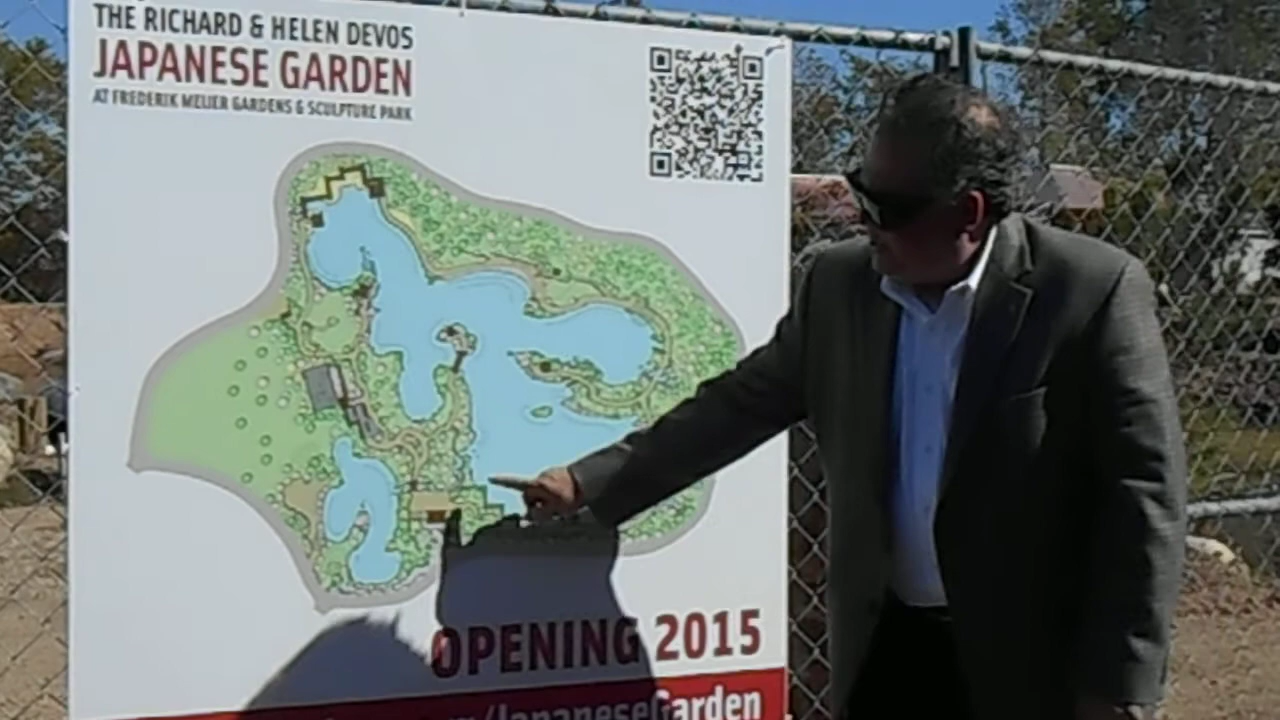 THE RICHARD & HELEN DEVOS
JAPANESE GARDEN
AT FREDERIK MEIJER GARDENS & SCULPTURE PARK
OPENING 2015
/JapaneseGarden